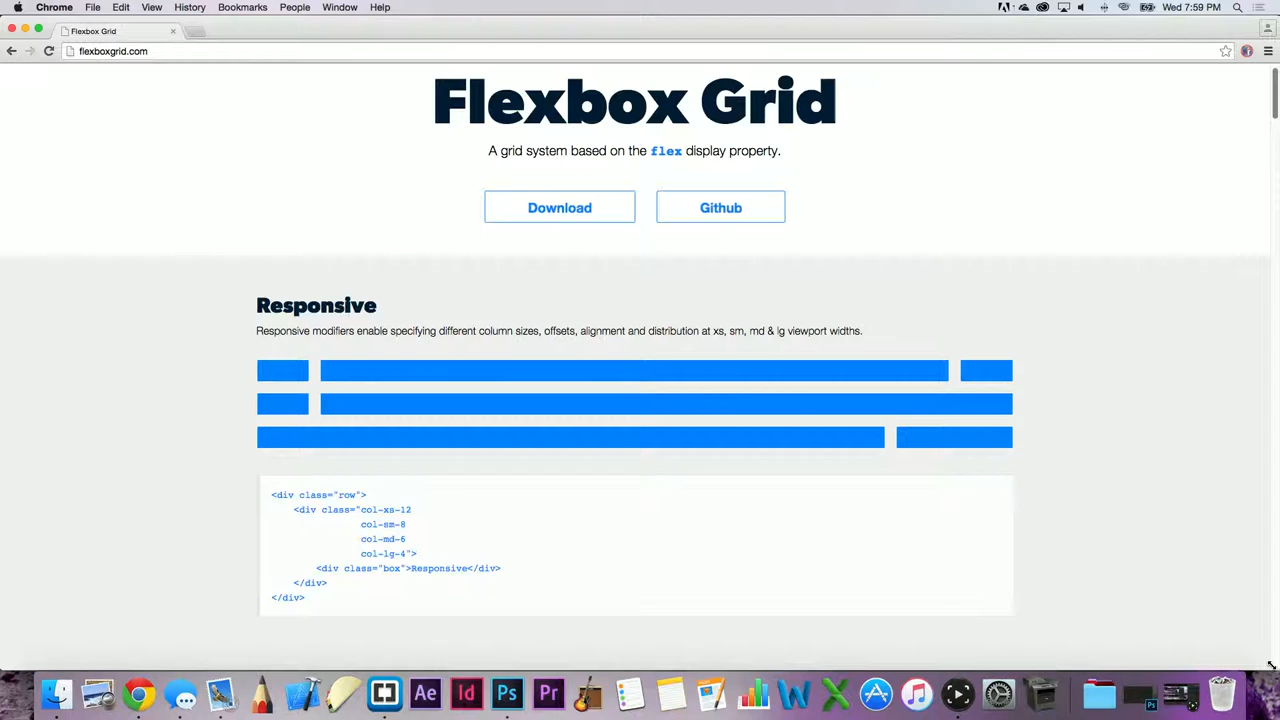 Chrome File Edit View History Bookmarks People Window Help Wed 7:59 PM
Flexbox Grid
flexboxgrid.com
Flexbox Grid
A grid system based on the flex display property.
Download Github
Responsive
Responsive modifiers enable specifying different column sizes, offsets, alignment and distribution at xs, sm, md & lg viewport widths.
<div class="row">
<div class="col-xs-12
col-sm-8
col-md-6
col-lg-4">
<div class="box">Responsive</div>
</div>
</div>
Ae Id Ps Pr